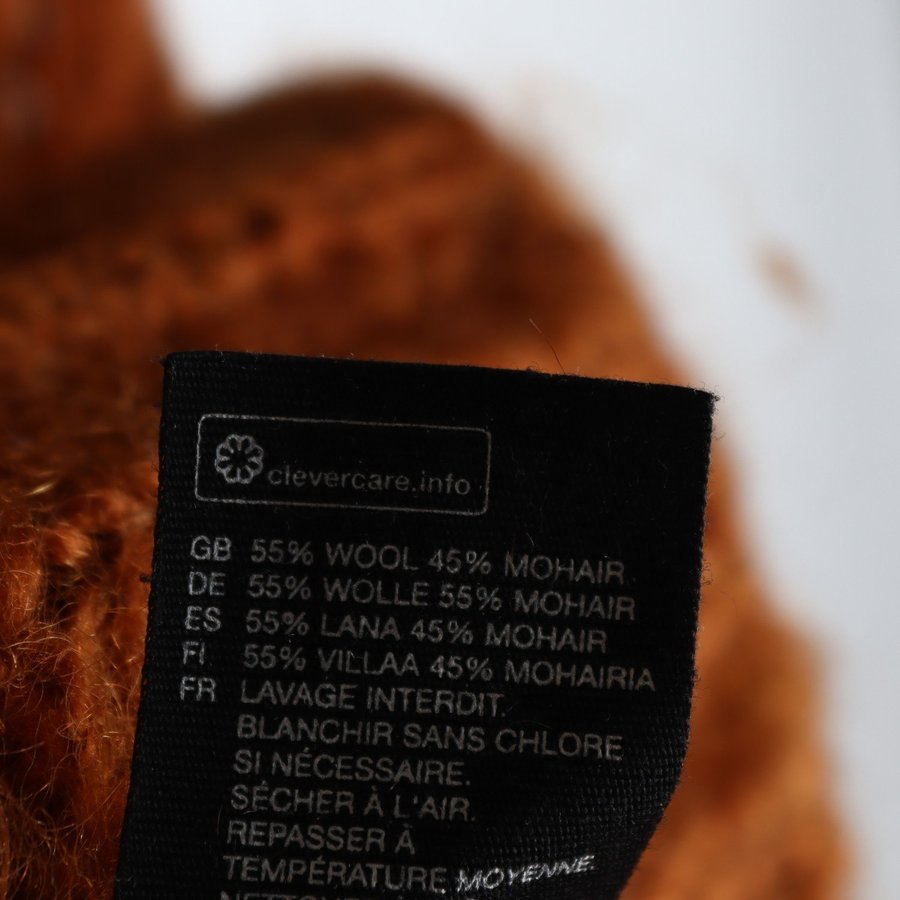 clevercare.info
GB 55% WOOL 45% MOHAIR
DE 55% WOLLE 55% MOHAIR
ES 55% LANA 45% MOHAIR
FI 55% VILLAA 45% MOHAIRIA
FR LAVAGE INTERDIT.
BLANCHIR SANS CHLORE
SI NÉCESSAIRE.
SÉCHER À L'AIR.
REPASSER À
TEMPÉRATURE MOYENNE.